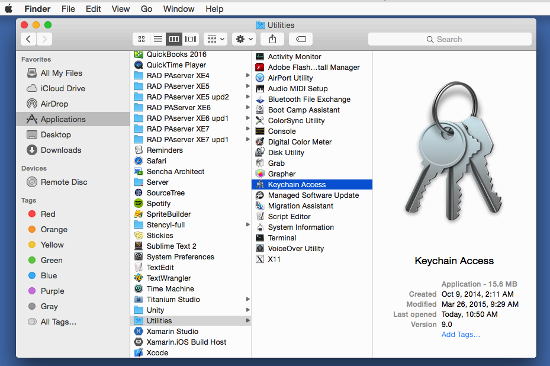 Finder File Edit View Go Window Help
Utilities
Search
Favorites
All My Files
iCloud Drive
AirDrop
Applications
Desktop
Downloads
Devices
Remote Disc
Tags
Red
Orange
Yellow
Green
Blue
Purple
Gray
All Tags...
QuickBooks 2016
QuickTime Player
RAD PAserver XE4
RAD PAServer XE5
RAD PAServer XE5 upd2
RAD PAServer XE6
RAD PAServer XE6 upd1
RAD PAServer XE7
RAD PAServer XE7 upd1
Reminders
Safari
Sencha Architect
Server
SourceTree
Spotify
SpriteBuilder
Stencyl-full
Stickies
Sublime Text 2
System Preferences
TextEdit
TextWrangler
Time Machine
Titanium Studio
Unity
Utilities
Xamarin Studio
Xamarin.iOS Build Host
Xcode
Activity Monitor
Adobe Flash...tall Manager
AirPort Utility
Audio MIDI Setup
Bluetooth File Exchange
Boot Camp Assistant
ColorSync Utility
Console
Digital Color Meter
Disk Utility
Grab
Grapher
Keychain Access
Managed Software Update
Migration Assistant
Script Editor
System Information
Terminal
VoiceOver Utility
X11
Keychain Access
Application - 15.6 MB
Created Oct 9, 2014, 2:11 AM
Modified Mar 26, 2015, 9:29 AM
Last opened Today, 10:50 AM
Version 9.0
Add Tags...